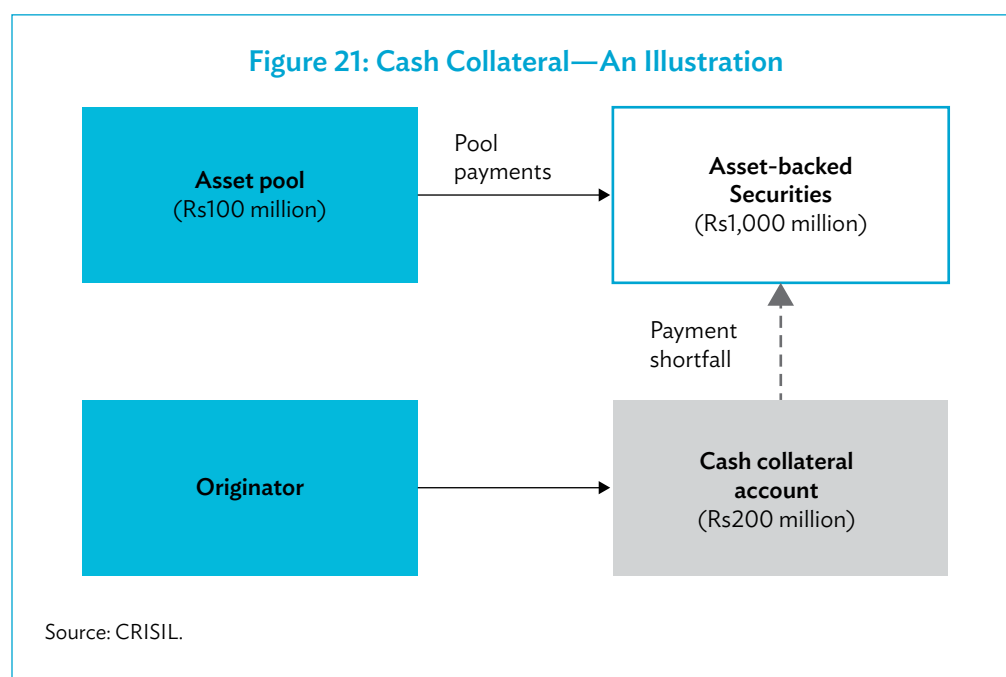 Figure 21: Cash Collateral—An Illustration
Asset pool
(Rs100 million)
Pool
payments
Asset-backed
Securities
(Rs1,000 million)
Payment
shortfall
Originator
Cash collateral
account
(Rs200 million)
Source: CRISIL.